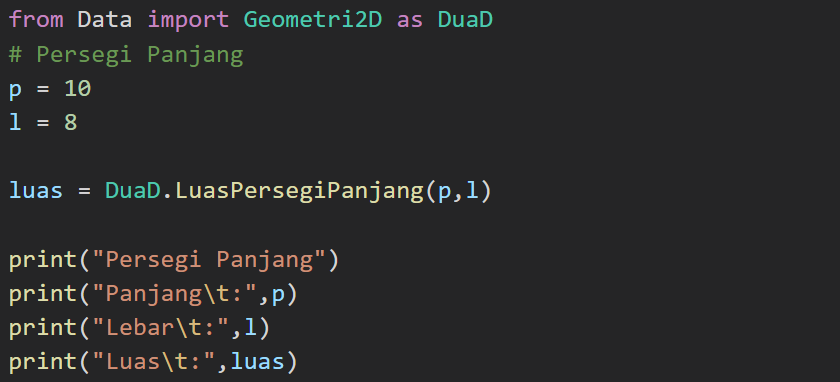 from Data import Geometri2D as DuaD
# Persegi Panjang
p = 10
l = 8
luas = DuaD.LuasPersegiPanjang(p,l)
print("Persegi Panjang")
print("Panjang\t:",p)
print("Lebar\t:",l)
print("Luas\t:",luas)